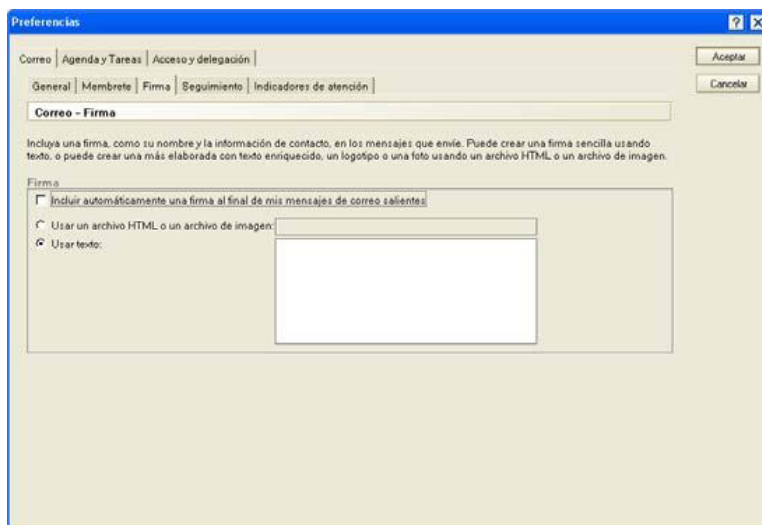 Preferencias
Correo Agenda y Tareas Acceso y delegación
Aceptar
General Membrete Firma Seguimiento Indicadores de atención
Cancelar
Correo - Firma
Incluya una firma, como su nombre y la información de contacto, en los mensajes que envíe. Puede crear una firma sencilla usando
texto, o puede crear una más elaborada con texto enriquecido, un logotipo o una foto usando un archivo HTML o un archivo de imagen.
Firma
Incluir automáticamente una firma al final de mis mensajes de correo salientes
Usar un archivo HTML o un archivo de imagen:
Usar texto: